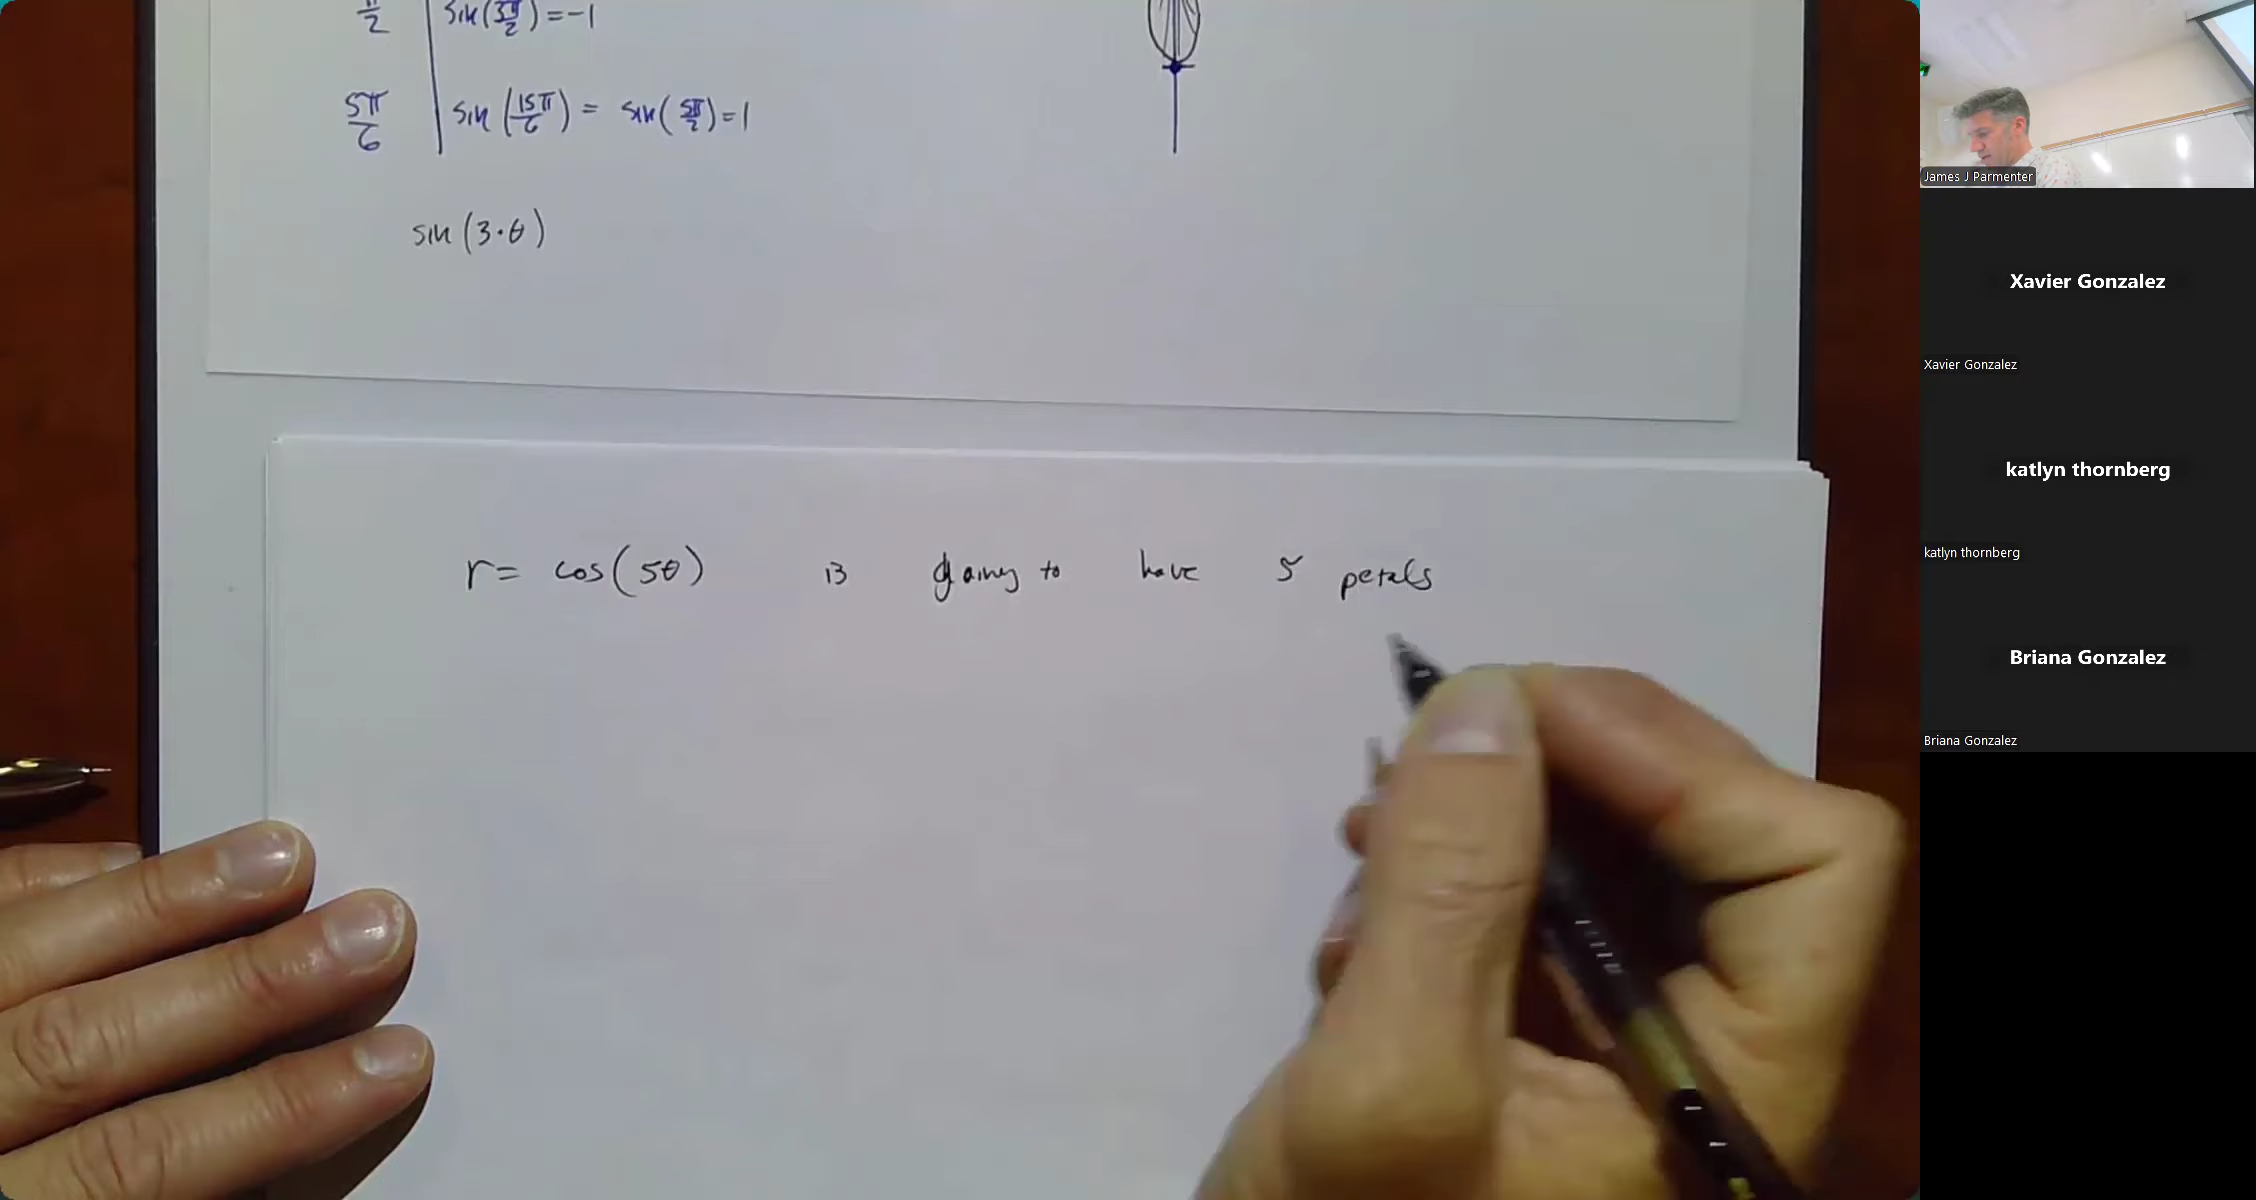 π/2 sin(3π/2) = -1
5π/6 sin(15π/6) = sin(5π/2) = 1
sin(3·θ)
r = cos(5θ) is going to have 5 petals
James J Parmenter
Xavier Gonzalez
Xavier Gonzalez
katlyn thornberg
katlyn thornberg
Briana Gonzalez
Briana Gonzalez